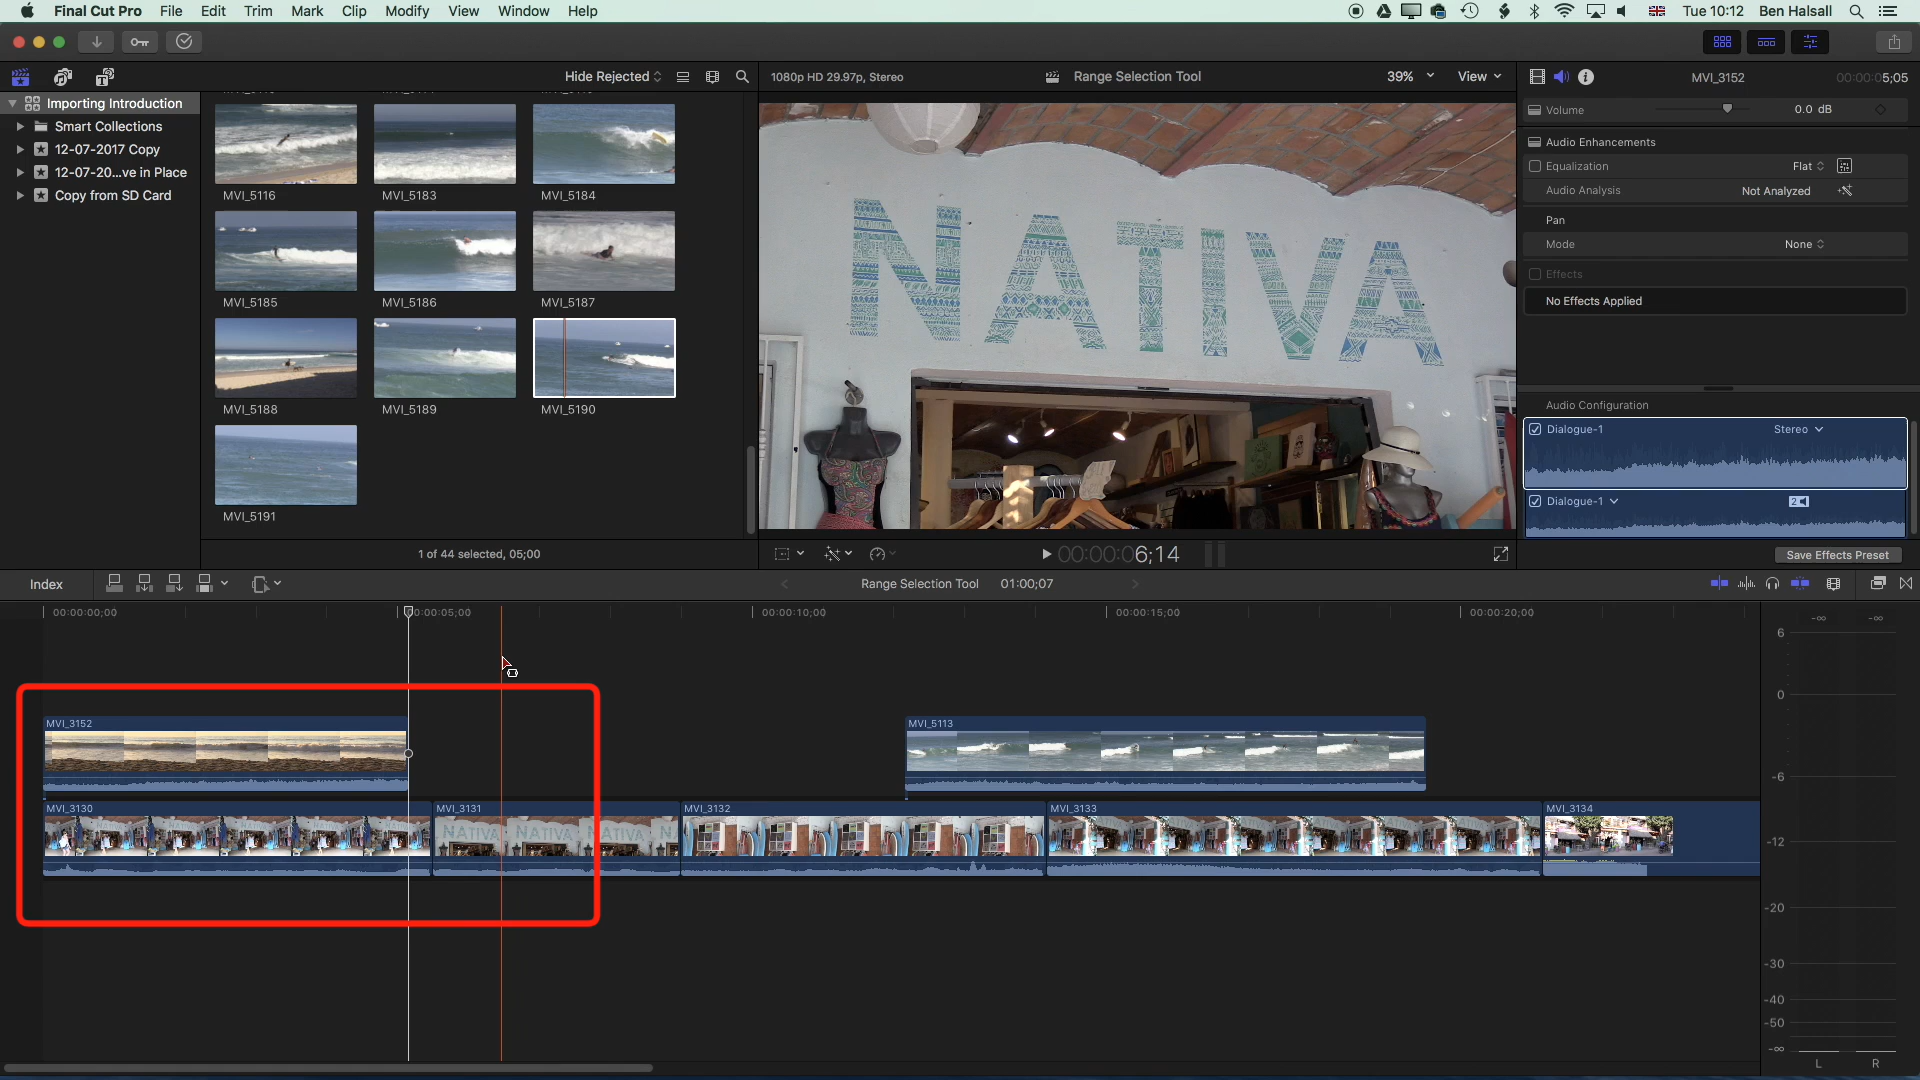 Final Cut Pro File Edit Trim Mark Clip Modify View Window Help
Tue 10:12 Ben Halsall
Hide Rejected
1080p HD 29.97p, Stereo
Range Selection Tool
39%
View
MVI_3152
00:00:05;05
Importing Introduction
Smart Collections
12-07-2017 Copy
12-07-20...ve in Place
Copy from SD Card
MVI_5116
MVI_5183
MVI_5184
MVI_5185
MVI_5186
MVI_5187
MVI_5188
MVI_5189
MVI_5190
MVI_5191
1 of 44 selected, 05;00
NATIVA
00:00:06;14
Volume
0.0 dB
Audio Enhancements
Equalization
Flat
Audio Analysis
Not Analyzed
Pan
Mode
None
Effects
No Effects Applied
Audio Configuration
Dialogue-1
Stereo
Dialogue-1
2
Save Effects Preset
Index
Range Selection Tool
01:00;07
00:00:00;00
00:00:05;00
00:00:10;00
00:00:15;00
00:00:20;00
MVI_3152
MVI_5113
MVI_3130
MVI_3131
MVI_3132
MVI_3133
MVI_3134
NATIVA NATIVA
-∞ -∞
6
0
-6
-12
-20
-30
-40
-50
-∞
L R